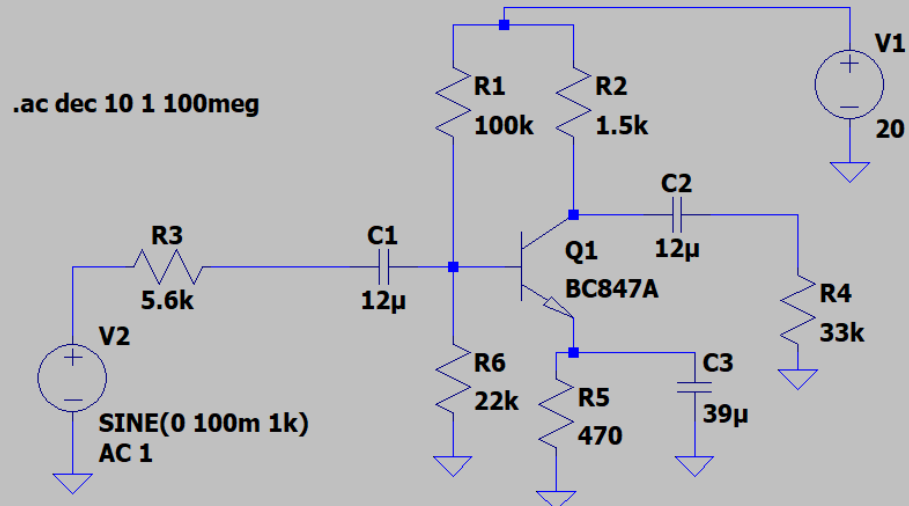 V1
20
.ac dec 10 1 100meg
R1
100k
R2
1.5k
R3
5.6k
C1
12µ
C2
12µ
Q1
BC847A
R4
33k
V2
SINE(0 100m 1k)
AC 1
R6
22k
R5
470
C3
39µ